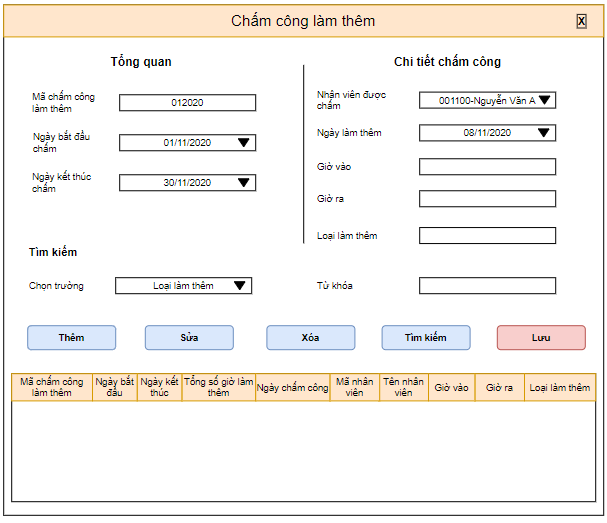 Chấm công làm thêm
X
Tổng quan
Mã chấm công
làm thêm
012020
Ngày bắt đầu
chấm
01/11/2020
Ngày kết thúc
chấm
30/11/2020
Chi tiết chấm công
Nhân viên được
chấm
001100-Nguyễn Văn A
Ngày làm thêm
08/11/2020
Giờ vào
Giờ ra
Loại làm thêm
Tìm kiếm
Chọn trường
Loại làm thêm
Từ khóa
Thêm
Sửa
Xóa
Tìm kiếm
Lưu
Mã chấm công
làm thêm
Ngày bắt
đầu
Ngày kết
thúc
Tổng số giờ làm
thêm
Ngày chấm công
Mã nhân
viên
Tên nhân
viên
Giờ vào
Giờ ra
Loại làm thêm